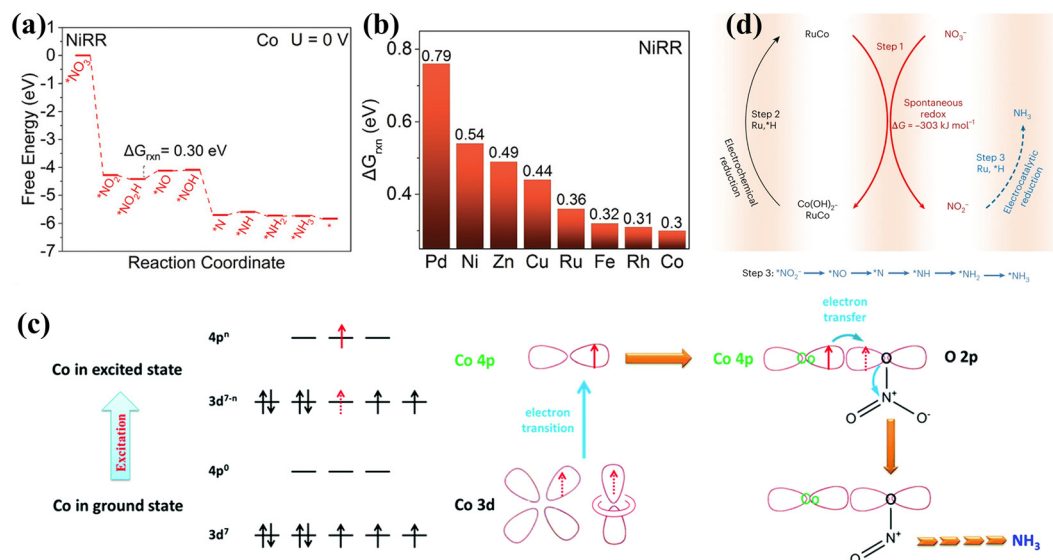 (a)
NiRR
Co U = 0 V
Free Energy (eV)
0
-1
-2
-3
-4
-5
-6
-7
*NO₃
*NO₂
*NO₂H
*NO
*NOH
*N
*NH
*NH₂
*NH₃
*
ΔGrxn = 0.30 eV
Reaction Coordinate
(b)
NiRR
ΔGrxn (eV)
0.8
0.6
0.4
0.79
0.54
0.49
0.44
0.36
0.32
0.31
0.3
Pd Ni Zn Cu Ru Fe Rh Co
(d)
RuCo
NO₃⁻
Step 1
Step 2
Ru,*H
Electrochemical
reduction
Spontaneous
redox
ΔG = −303 kJ mol⁻¹
NH₃
Step 3
Ru, *H
Electrocatalytic
reduction
Co(OH)₂-
RuCo
NO₂⁻
Step 3: *NO₂⁻ → *NO → *N → *NH → *NH₂ → *NH₃
(c)
Co in excited state
Excitation
Co in ground state
4pⁿ
3d⁷⁻ⁿ
4p⁰
3d⁷
Co 4p
electron
transition
Co 3d
electron
transfer
Co 4p
Co
O
O 2p
N⁺
O
O⁻
Co
O
N⁺
O
NH₃